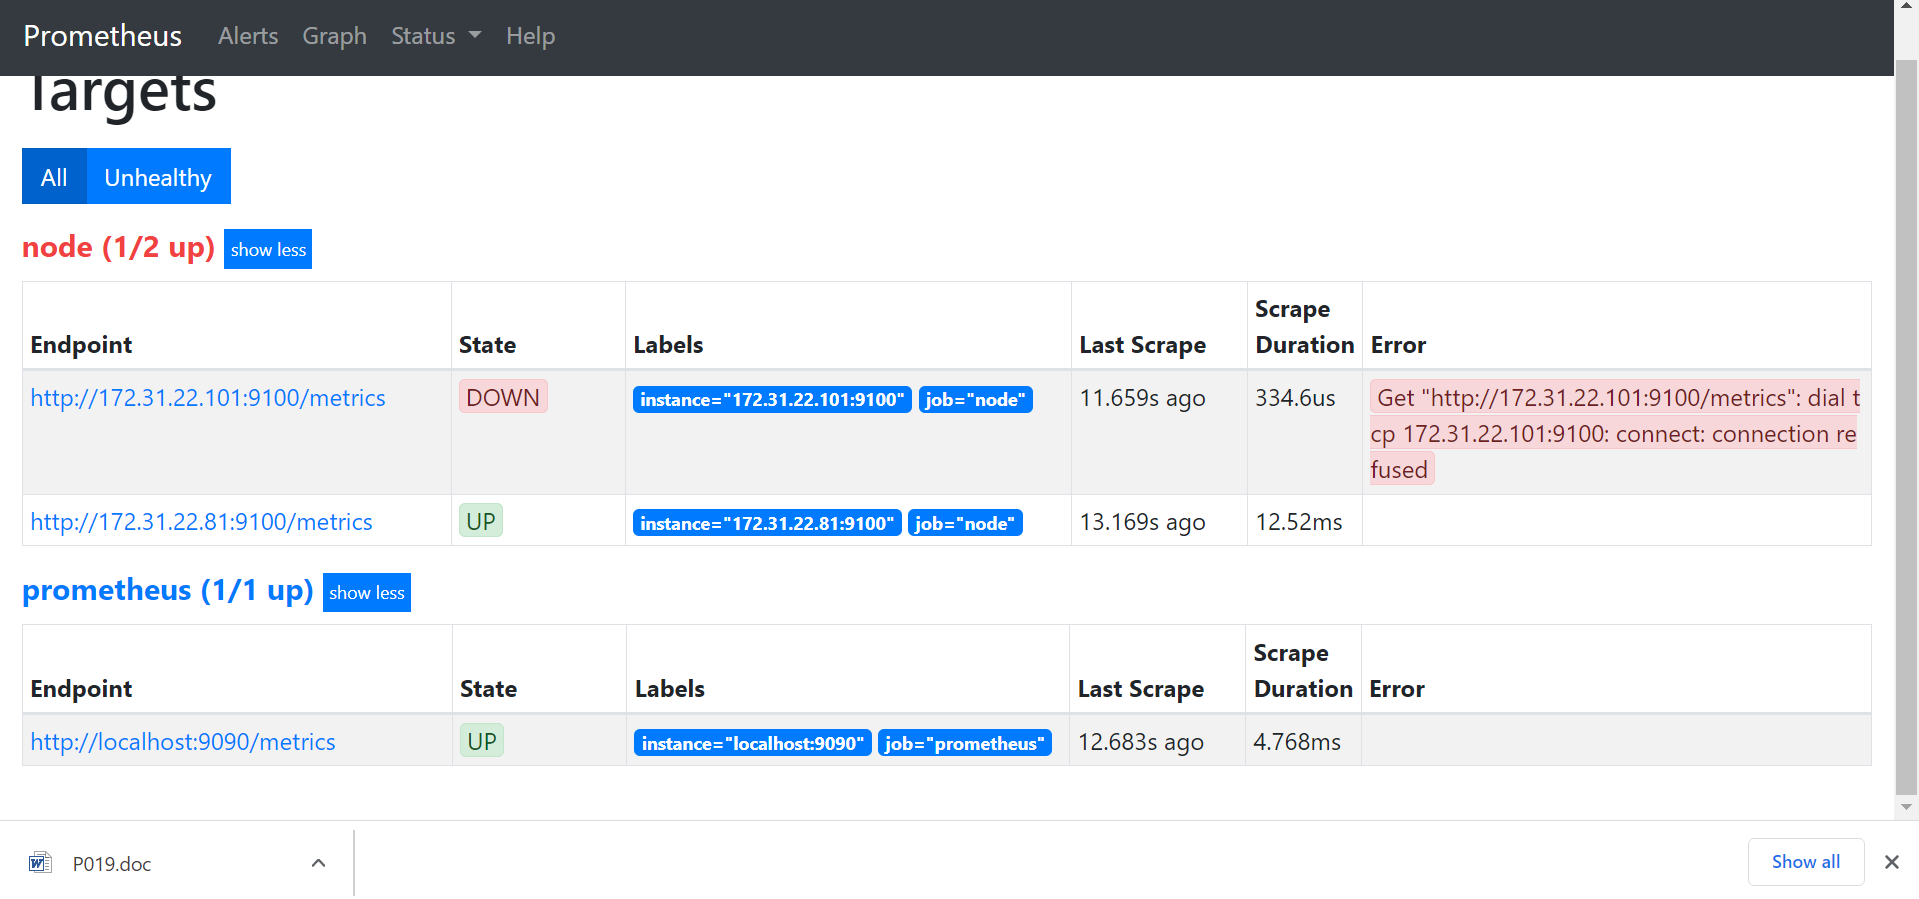 Prometheus Alerts Graph Status Help
Targets
All Unhealthy
node (1/2 up) show less
Endpoint State Labels Last Scrape Scrape Duration Error
http://172.31.22.101:9100/metrics DOWN instance="172.31.22.101:9100" job="node" 11.659s ago 334.6us Get "http://172.31.22.101:9100/metrics": dial t
cp 172.31.22.101:9100: connect: connection re
fused
http://172.31.22.81:9100/metrics UP instance="172.31.22.81:9100" job="node" 13.169s ago 12.52ms
prometheus (1/1 up) show less
Endpoint State Labels Last Scrape Scrape Duration Error
http://localhost:9090/metrics UP instance="localhost:9090" job="prometheus" 12.683s ago 4.768ms
P019.doc Show all